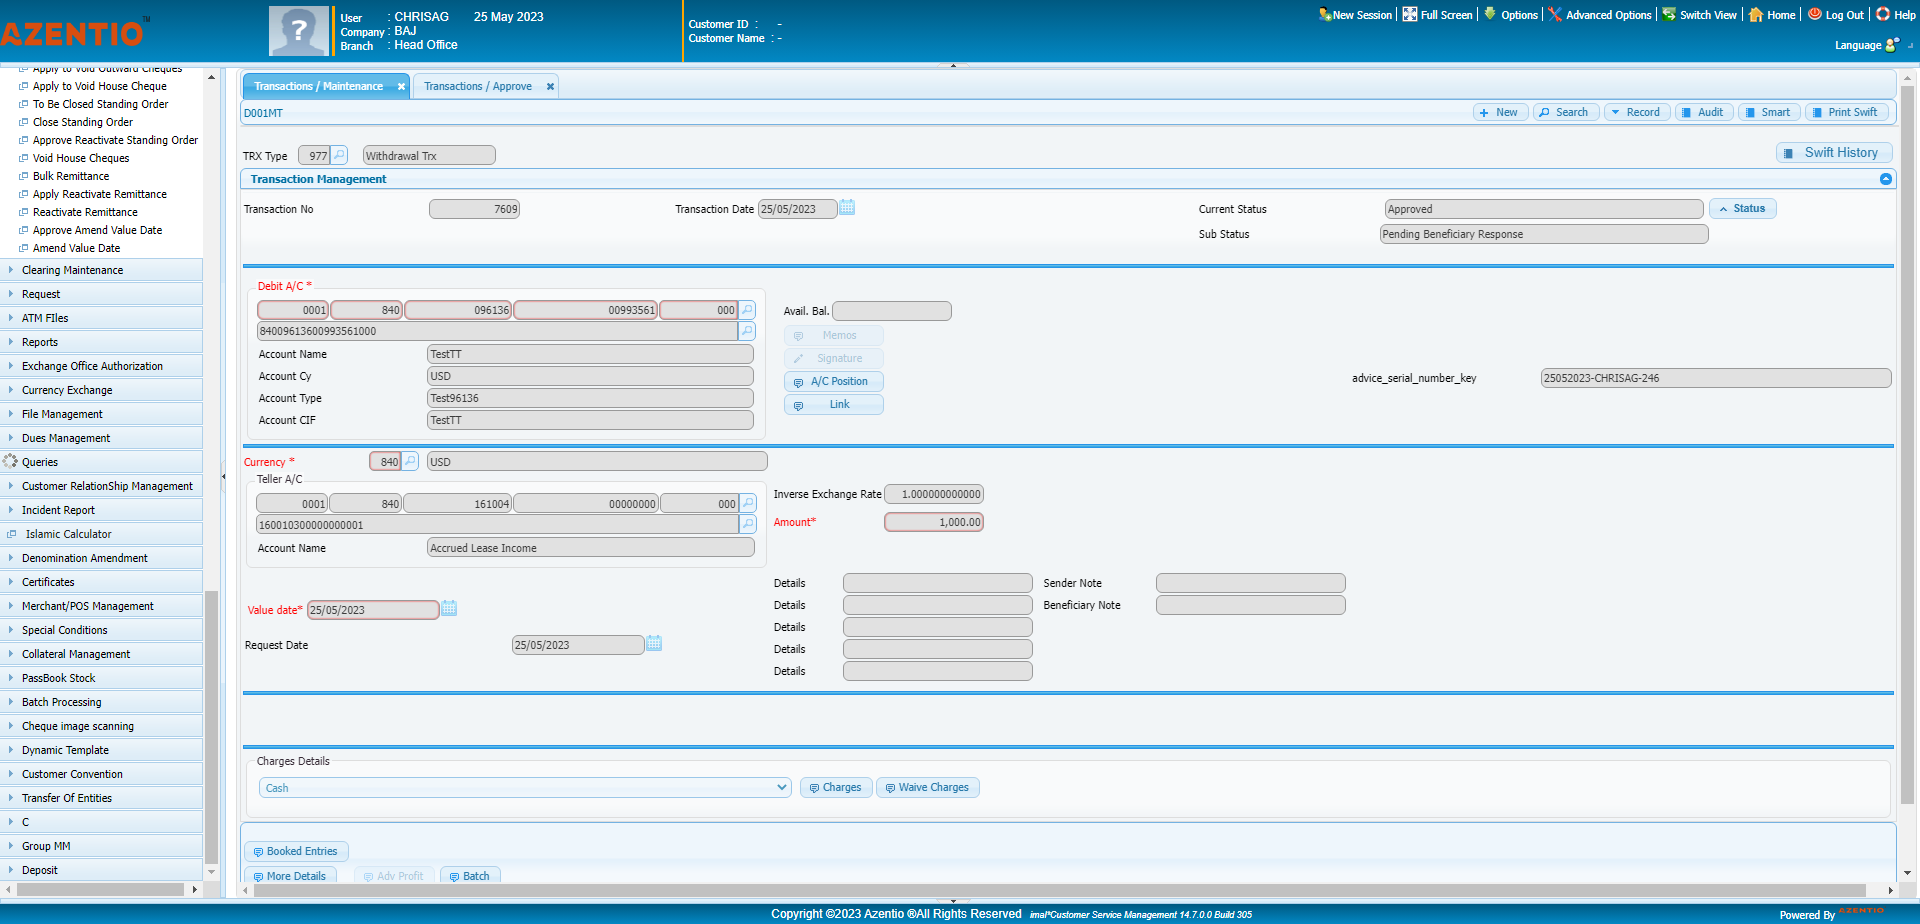 AZENTIO™
User : CHRISAG 25 May 2023
Company : BAJ
Branch : Head Office
Customer ID : -
Customer Name : -
New Session
Full Screen
Options
Advanced Options
Switch View
Home
Log Out
Help
Language
Apply to Void Outward Cheques
Apply to Void House Cheque
To Be Closed Standing Order
Close Standing Order
Approve Reactivate Standing Order
Void House Cheques
Bulk Remittance
Apply Reactivate Remittance
Reactivate Remittance
Approve Amend Value Date
Amend Value Date
Clearing Maintenance
Request
ATM FIles
Reports
Exchange Office Authorization
Currency Exchange
File Management
Dues Management
Queries
Customer RelationShip Management
Incident Report
Islamic Calculator
Denomination Amendment
Certificates
Merchant/POS Management
Special Conditions
Collateral Management
PassBook Stock
Batch Processing
Cheque image scanning
Dynamic Template
Customer Convention
Transfer Of Entities
C
Group MM
Deposit
Transactions / Maintenance
Transactions / Approve
D001MT
New
Search
Record
Audit
Smart
Print Swift
TRX Type 977 Withdrawal Trx
Swift History
Transaction Management
Transaction No 7609
Transaction Date 25/05/2023
Current Status Approved
Status
Sub Status Pending Beneficiary Response
Debit A/C *
0001 840 096136 00993561 000
84009613600993561000
Account Name TestTT
Account Cy USD
Account Type Test96136
Account CIF TestTT
Avail. Bal.
Memos
Signature
A/C Position
Link
advice_serial_number_key 25052023-CHRISAG-246
Currency * 840 USD
Teller A/C
0001 840 161004 00000000 000
160010300000000001
Account Name Accrued Lease Income
Inverse Exchange Rate 1.000000000000
Amount* 1,000.00
Value date* 25/05/2023
Request Date 25/05/2023
Details
Details
Details
Details
Details
Sender Note
Beneficiary Note
Charges Details
Cash
Charges
Waive Charges
Booked Entries
More Details
Adv Profit
Batch
Copyright ©2023 Azentio ®All Rights Reserved imal*Customer Service Management 14.7.0.0 Build 305
Powered By AZENTIO